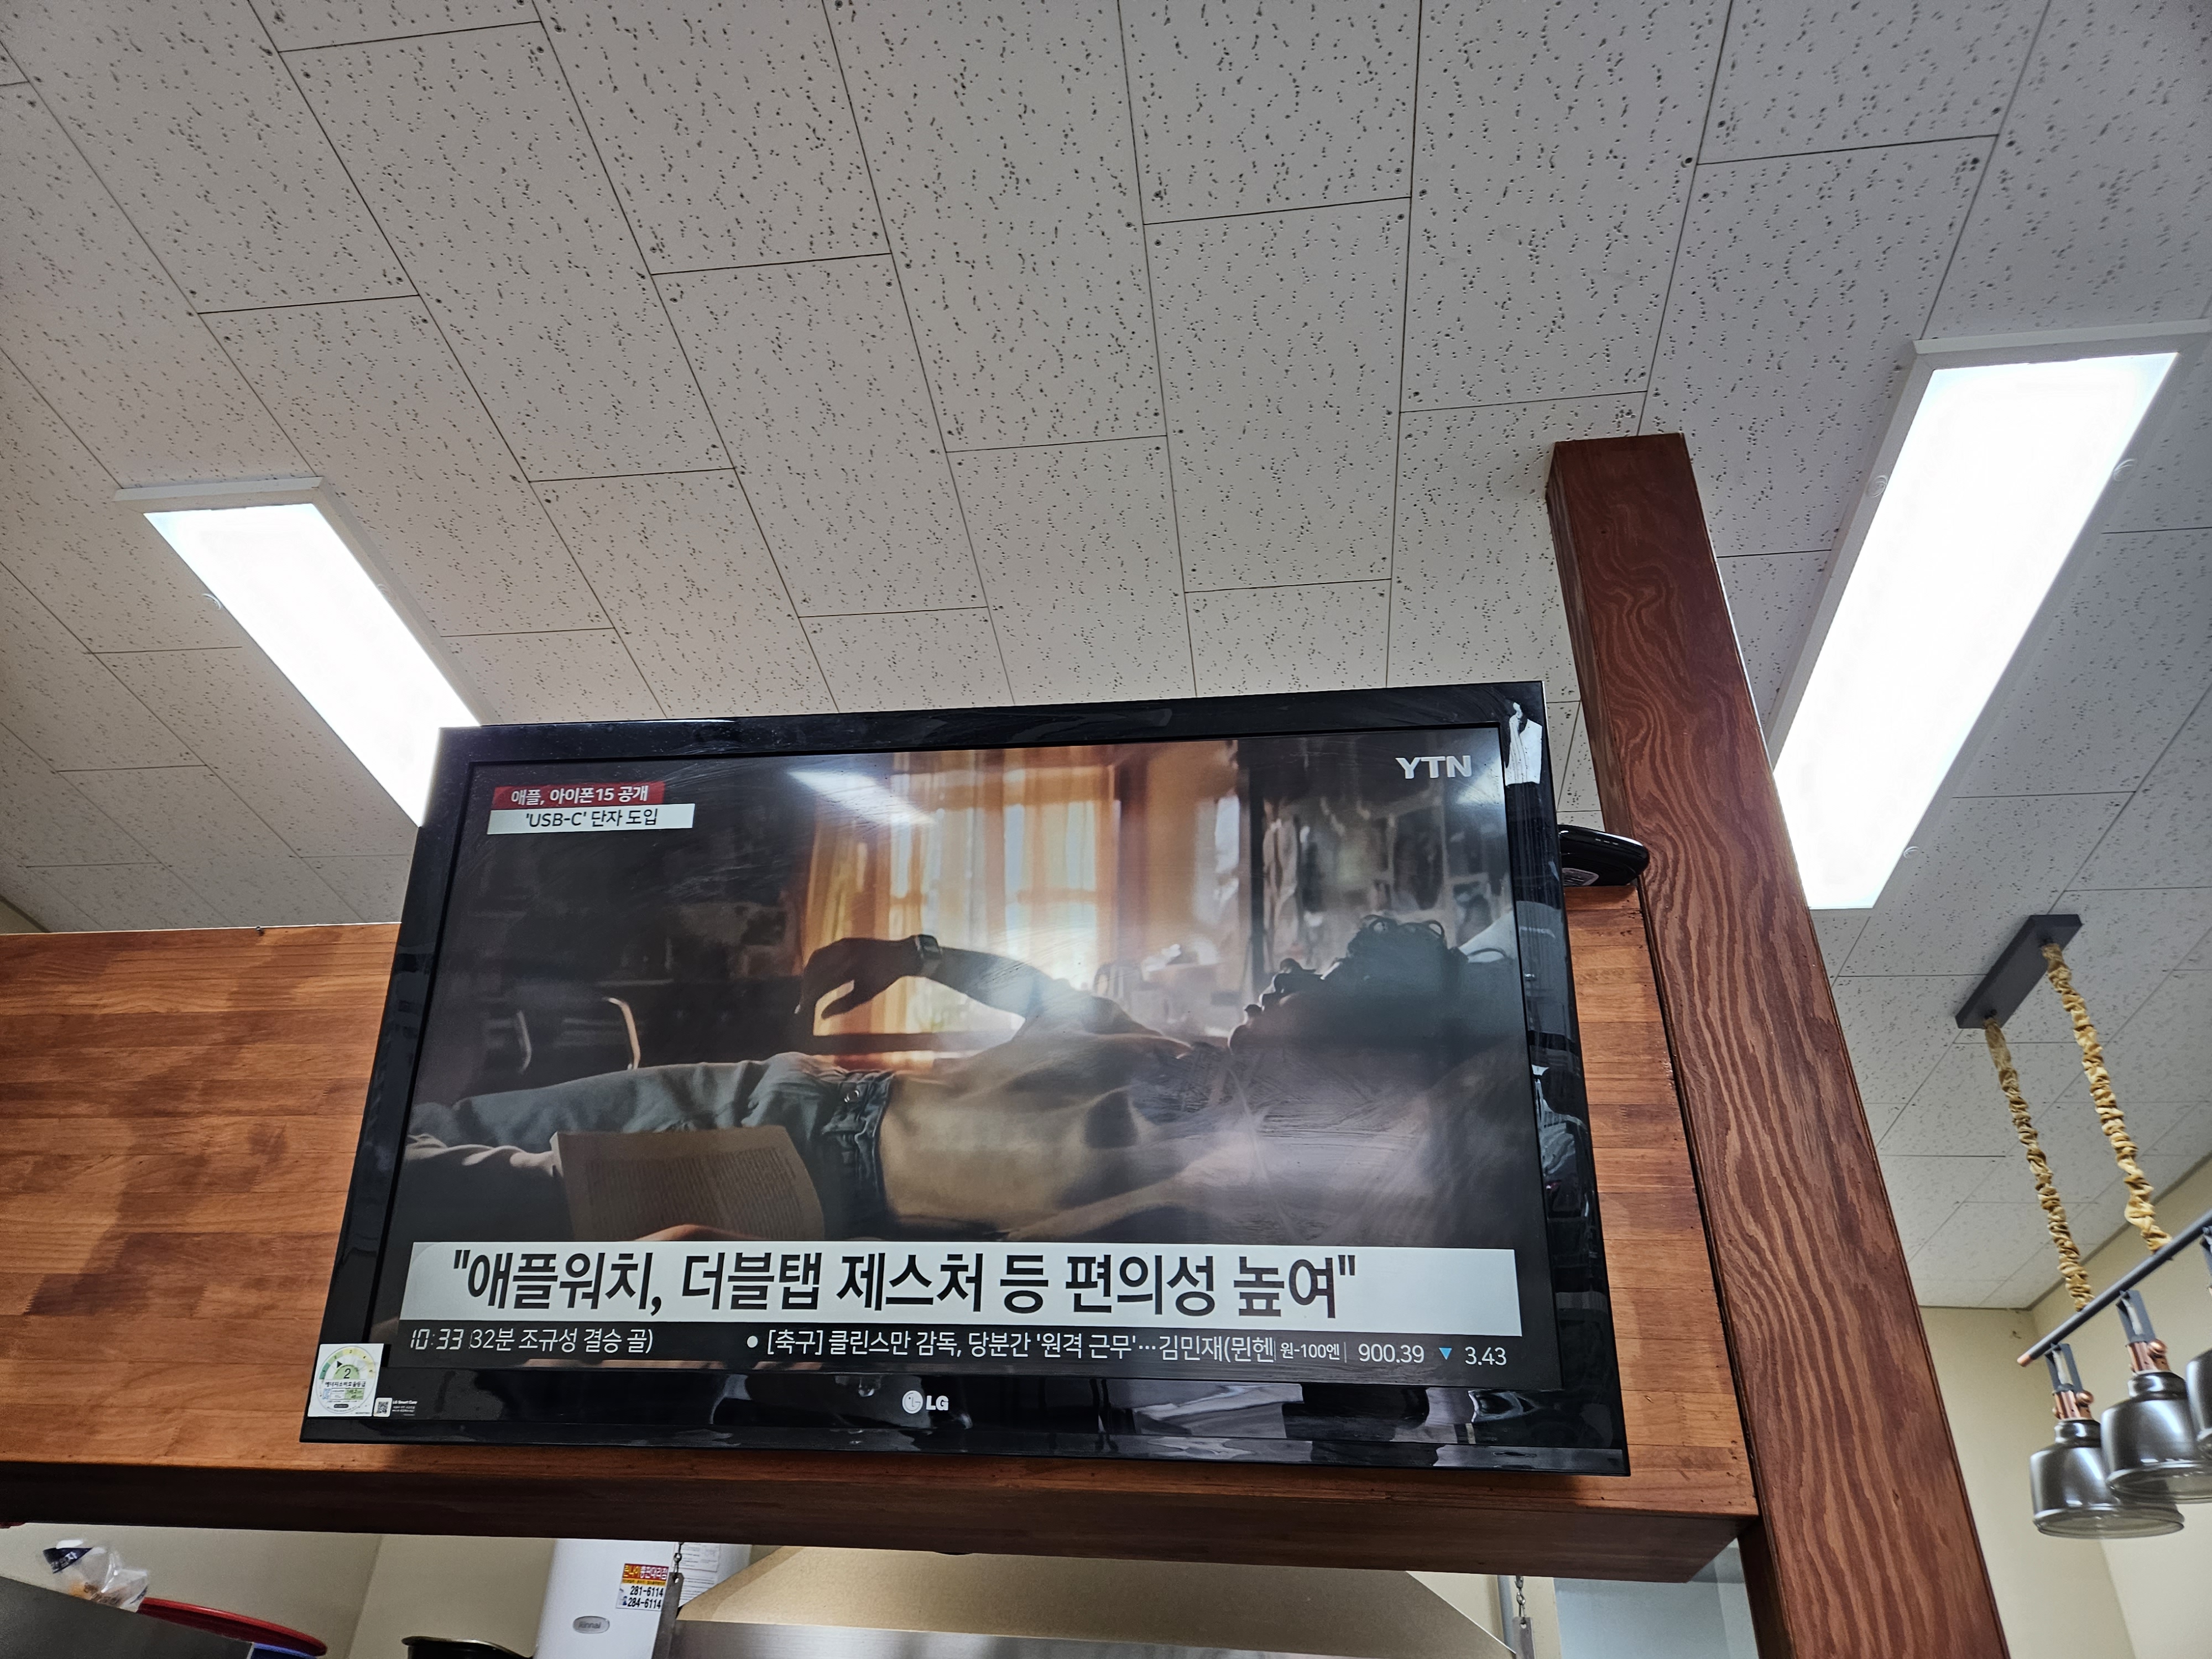 YTN
애플, 아이폰15 공개
'USB-C' 단자 도입
"애플워치, 더블탭 제스처 등 편의성 높여"
10:33 32분 조규성 결승 골) ● [축구] 클린스만 감독, 당분간 '원격 근무'…김민재(뮌헨 원-100엔 900.39 ▼ 3.43
2
LG
281-6114
284-6114
Rinnai